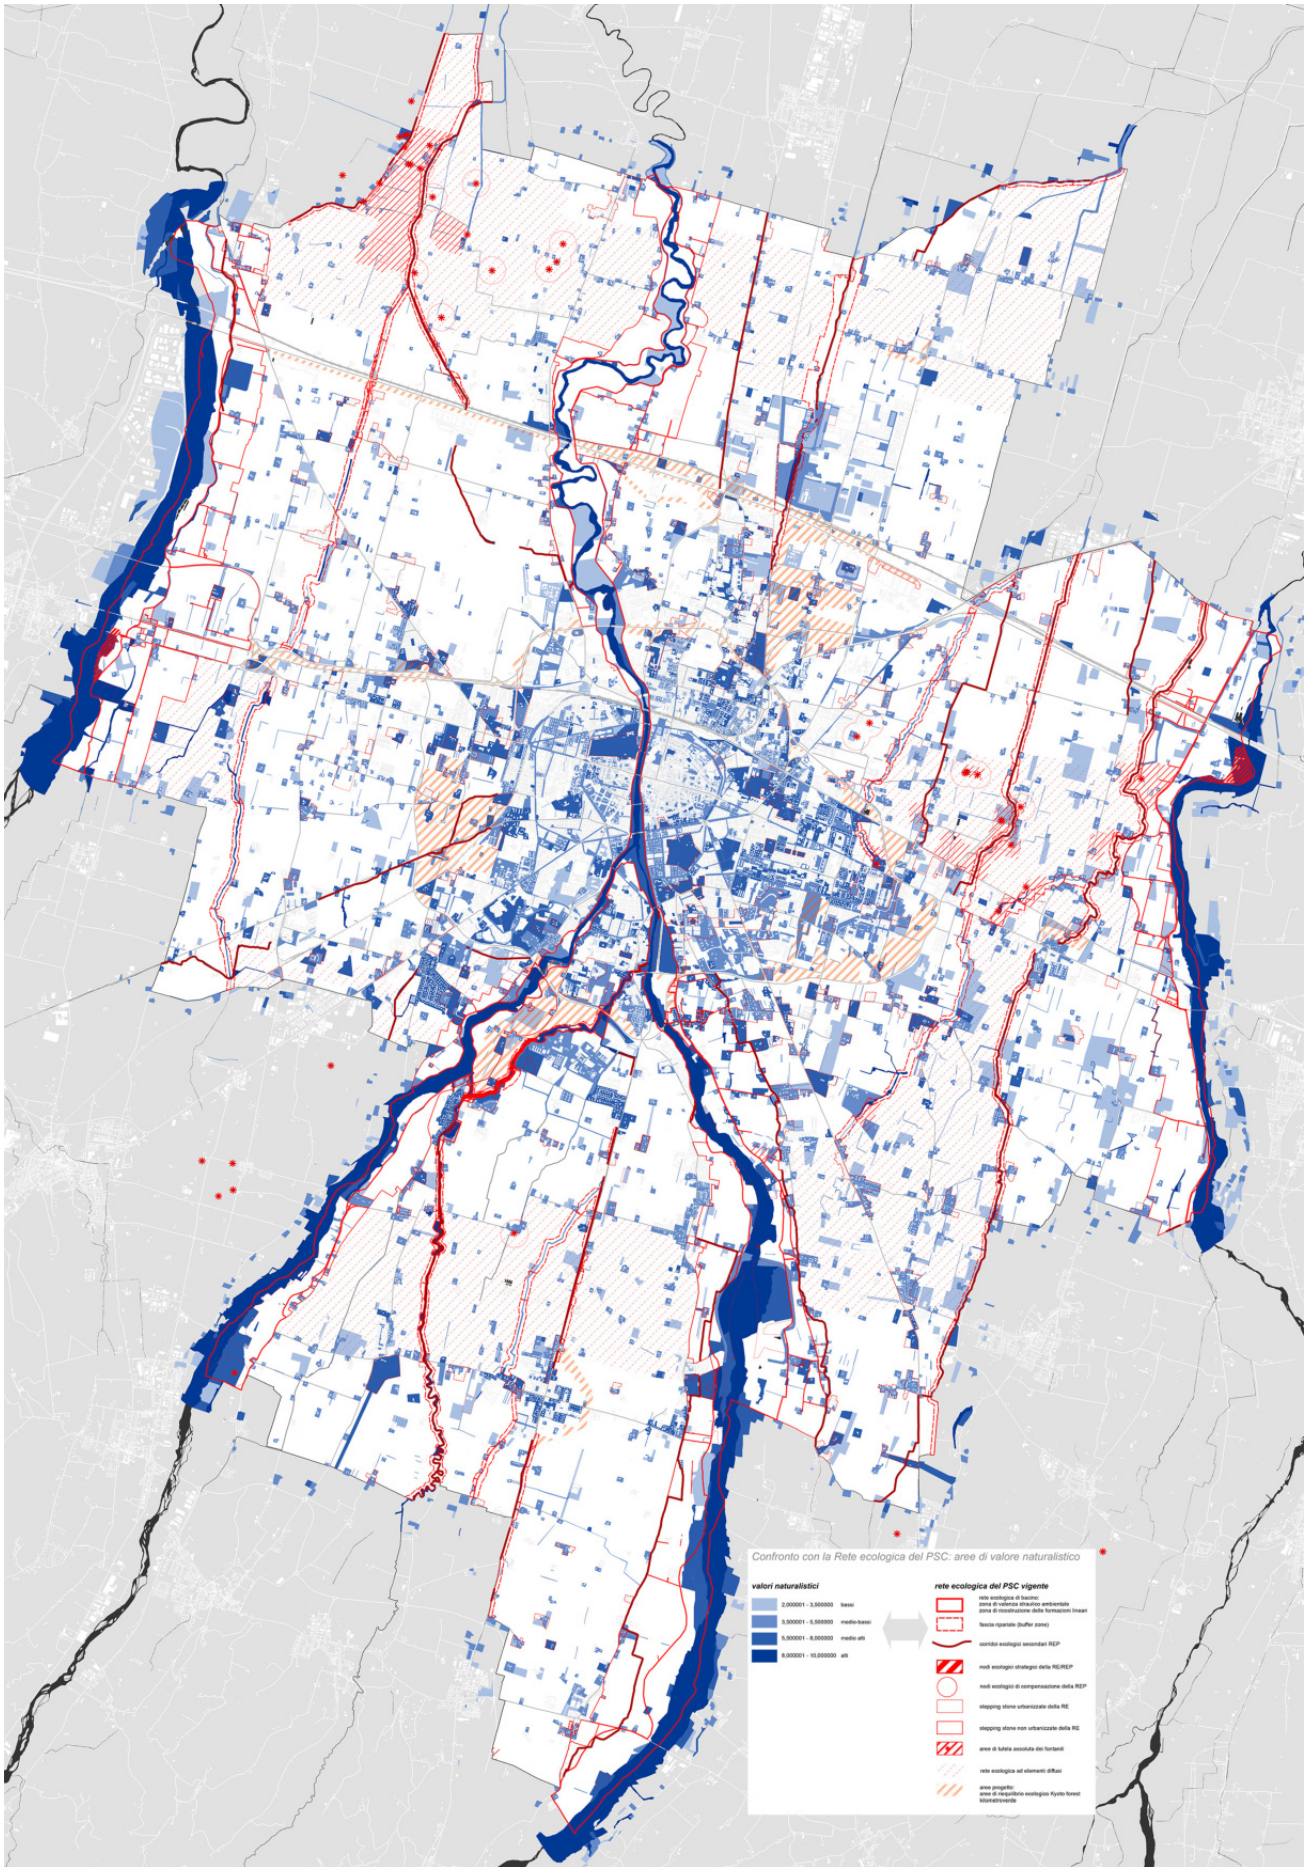 Confronto con la Rete ecologica del PSC: aree di valore naturalistico
valori naturalistici
2,000001 - 3,500000 bassi
3,500001 - 5,500000 medio-bassi
5,500001 - 8,000000 medio alti
8,000001 - 10,000000 alti
rete ecologica del PSC vigente
rete ecologica di bacino:
zona di valenza idraulico ambientale
zona di ricostruzione delle formazioni lineari
fascia ripariale (buffer zone)
corridoi ecologici secondari REP
nodi ecologici strategici della RE/REP
nodi ecologici di compensazione della REP
stepping stone urbanizzate della RE
stepping stone non urbanizzate della RE
aree di tutela assoluta dei fontanili
rete ecologica ad elementi diffusi
aree progetto:
aree di riequilibrio ecologico Kyoto forest
kilometroverde